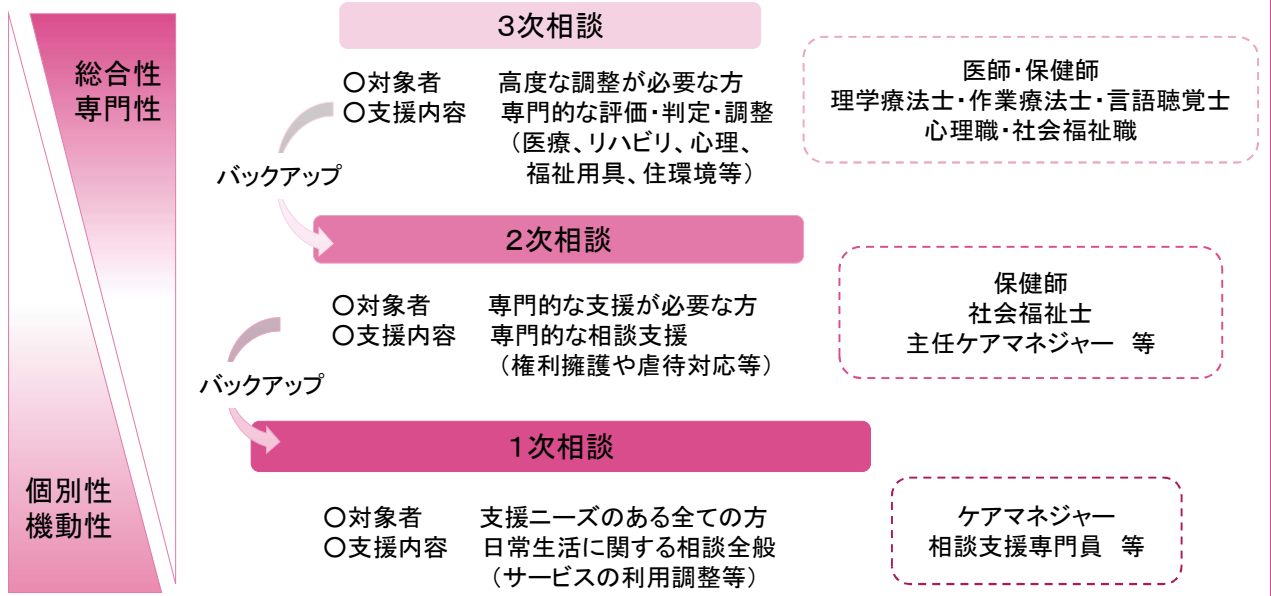 総合性
専門性
3次相談
〇対象者 高度な調整が必要な方
〇支援内容 専門的な評価・判定・調整
（医療、リハビリ、心理、
福祉用具、住環境等）
医師・保健師
理学療法士・作業療法士・言語聴覚士
心理職・社会福祉職
バックアップ
2次相談
〇対象者 専門的な支援が必要な方
〇支援内容 専門的な相談支援
（権利擁護や虐待対応等）
保健師
社会福祉士
主任ケアマネジャー 等
バックアップ
1次相談
〇対象者 支援ニーズのある全ての方
〇支援内容 日常生活に関する相談全般
（サービスの利用調整等）
ケアマネジャー
相談支援専門員 等
個別性
機動性